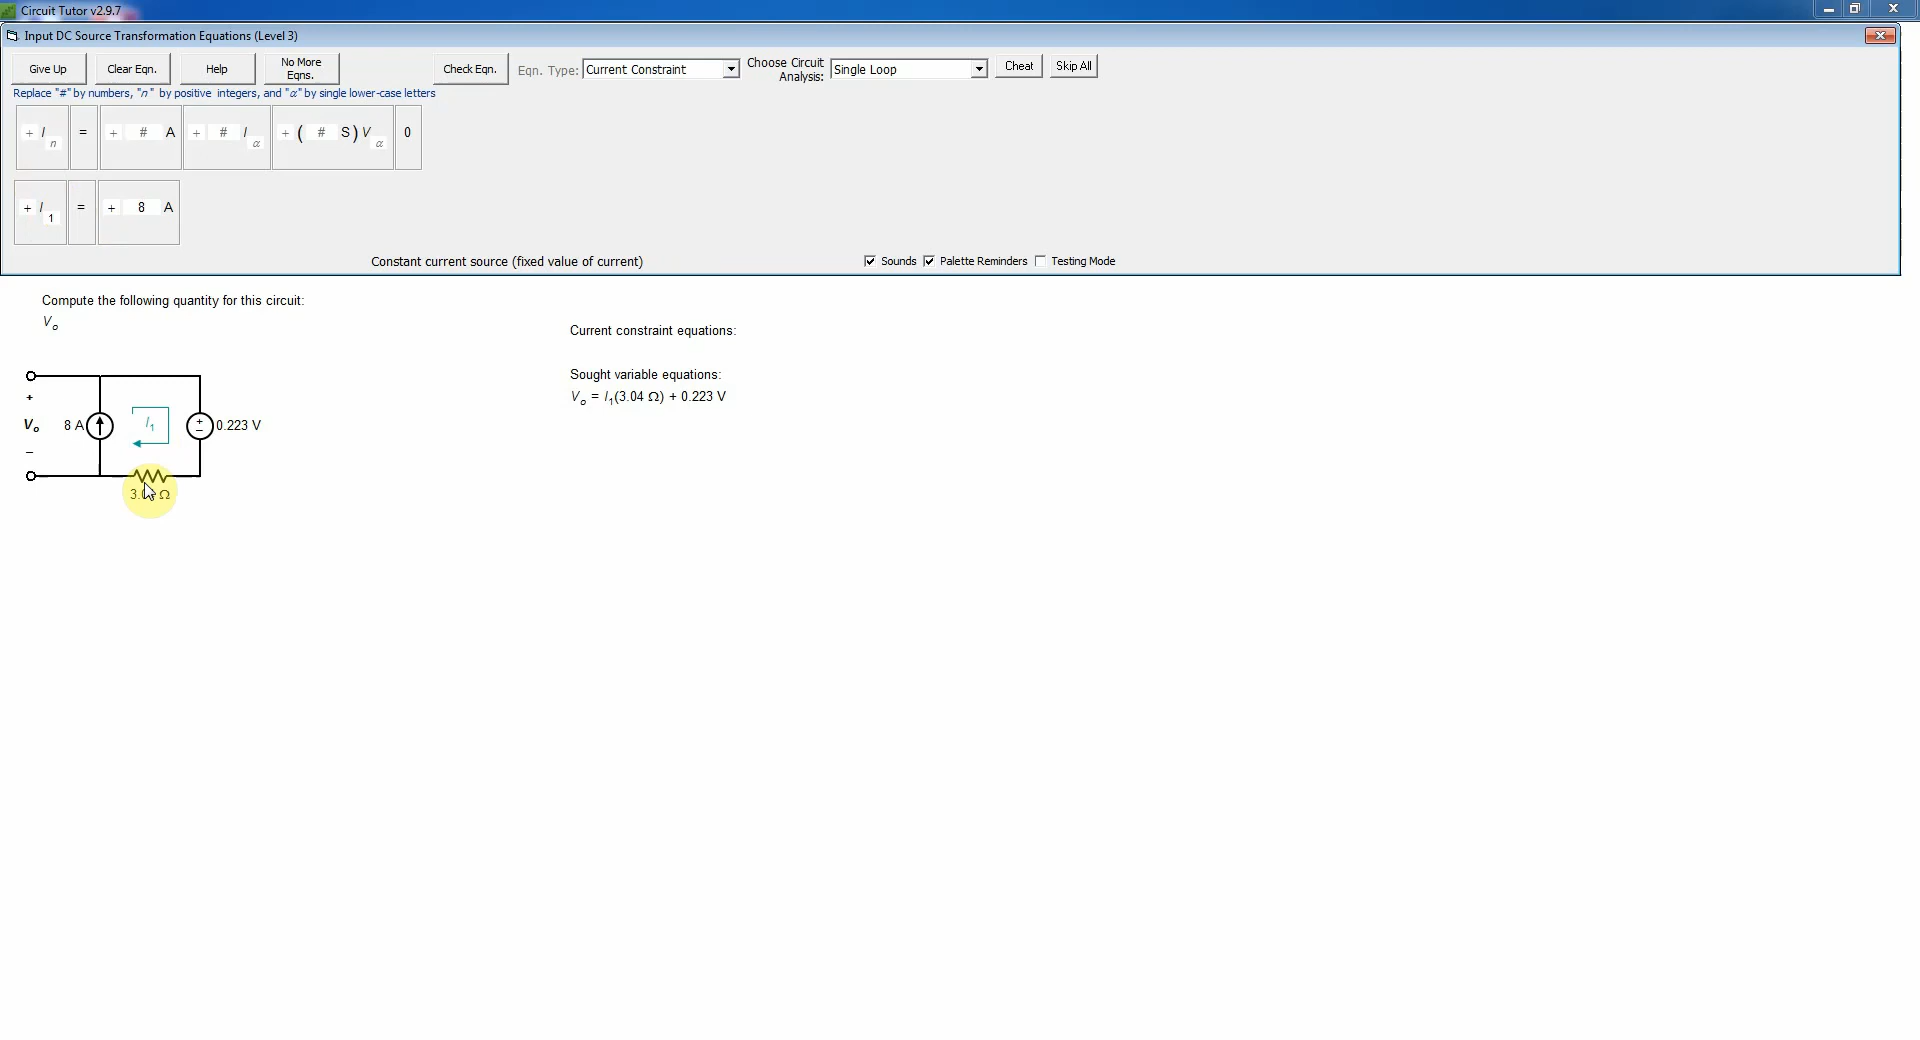 Circuit Tutor v2.9.7
Input DC Source Transformation Equations (Level 3)
Give Up Clear Eqn. Help No More Eqns. Check Eqn. Eqn. Type: Current Constraint Choose Circuit Analysis: Single Loop Cheat Skip All
Replace "#" by numbers, "n" by positive integers, and "α" by single lower-case letters
+ I n = + # A + # I α + ( # S ) V α 0
+ I 1 = + 8 A
Constant current source (fixed value of current) Sounds Palette Reminders Testing Mode
Compute the following quantity for this circuit:
Vo
Current constraint equations:
Sought variable equations:
Vo = I1(3.04 Ω) + 0.223 V
+
Vo 8 A I1 + − 0.223 V
−
Ω